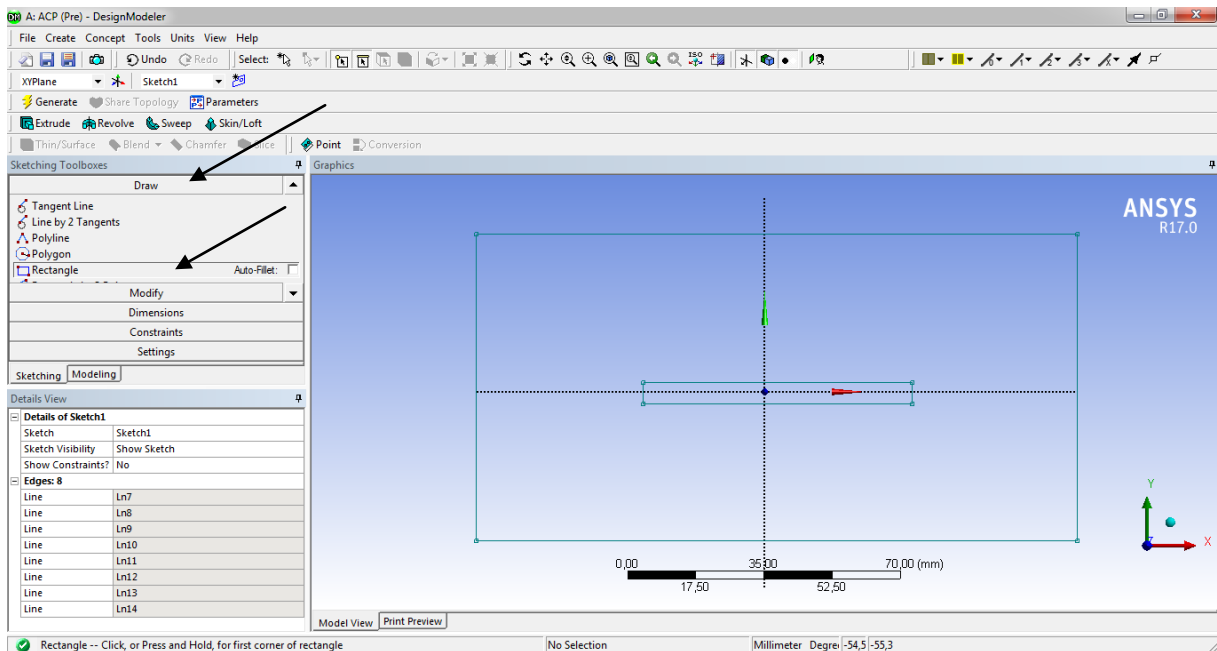 A: ACP (Pre) - DesignModeler
File Create Concept Tools Units View Help
Undo Redo Select:
XYPlane Sketch1
Generate Share Topology Parameters
Extrude Revolve Sweep Skin/Loft
Thin/Surface Blend Chamfer Slice Point Conversion
Sketching Toolboxes
Draw
Tangent Line
Line by 2 Tangents
Polyline
Polygon
Rectangle Auto-Fillet:
Modify
Dimensions
Constraints
Settings
Sketching Modeling
Details View
Details of Sketch1
Sketch Sketch1
Sketch Visibility Show Sketch
Show Constraints? No
Edges: 8
Line Ln7
Line Ln8
Line Ln9
Line Ln10
Line Ln11
Line Ln12
Line Ln13
Line Ln14
Graphics
ANSYS
R17.0
Y
X
0,00 35,00 70,00 (mm)
17,50 52,50
Model View Print Preview
Rectangle -- Click, or Press and Hold, for first corner of rectangle No Selection Millimeter Degre -54,5 -55,3